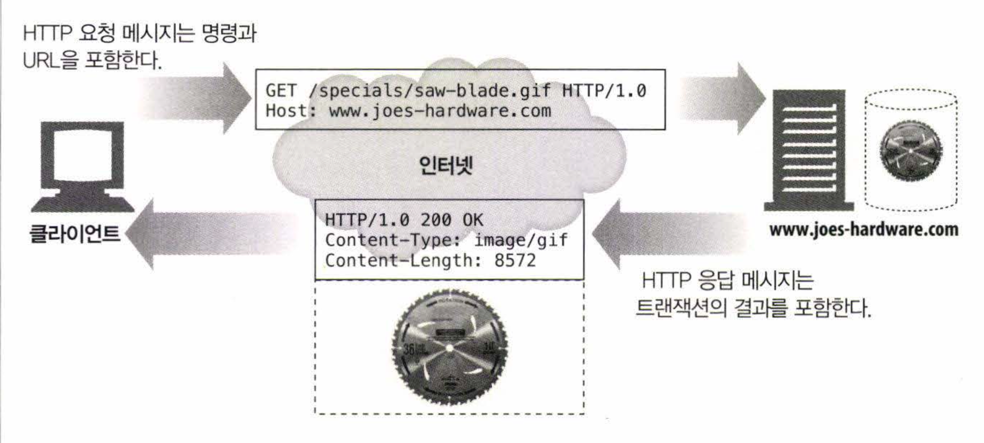 HTTP 요청 메시지는 명령과
URL을 포함한다.
GET /specials/saw-blade.gif HTTP/1.0
Host: www.joes-hardware.com
인터넷
클라이언트
HTTP/1.0 200 OK
Content-Type: image/gif
Content-Length: 8572
www.joes-hardware.com
HTTP 응답 메시지는
트랜잭션의 결과를 포함한다.
36